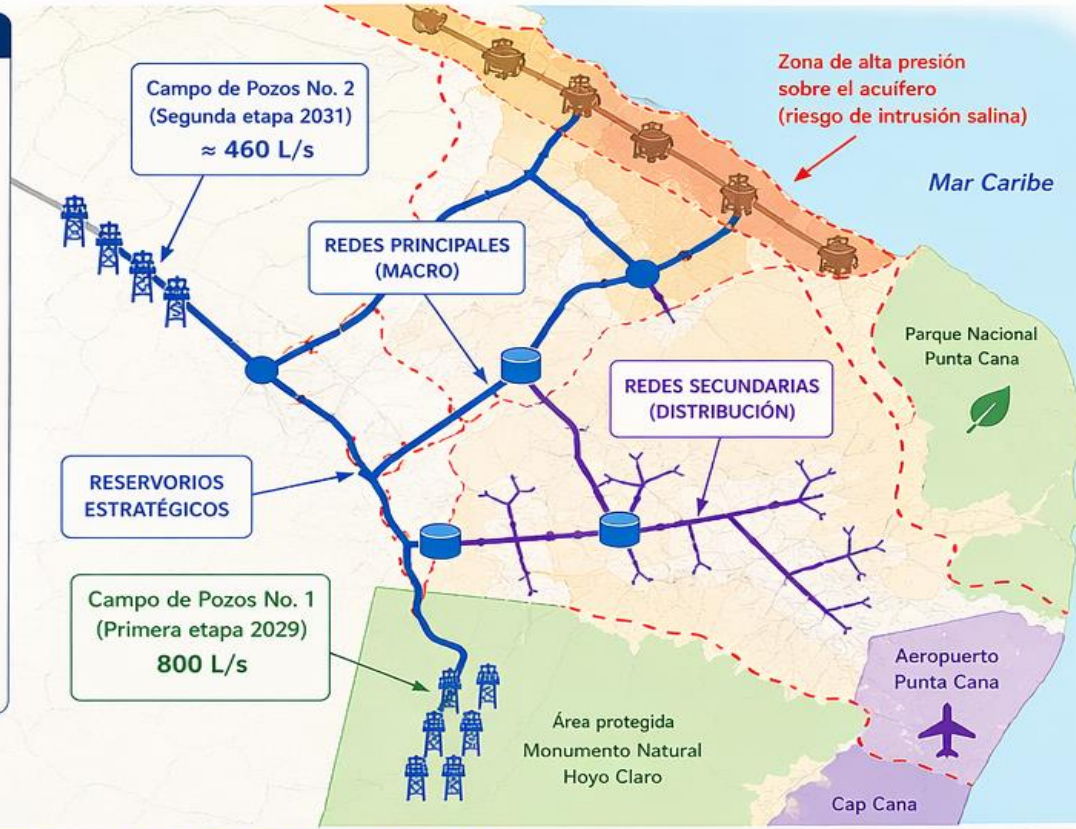 Campo de Pozos No. 2
(Segunda etapa 2031)
≈ 460 L/s
Zona de alta presión
sobre el acuífero
(riesgo de intrusión salina)
Mar Caribe
REDES PRINCIPALES
(MACRO)
Parque Nacional
Punta Cana
REDES SECUNDARIAS
(DISTRIBUCIÓN)
RESERVORIOS
ESTRATÉGICOS
Campo de Pozos No. 1
(Primera etapa 2029)
800 L/s
Aeropuerto
Punta Cana
Área protegida
Monumento Natural
Hoyo Claro
Cap Cana